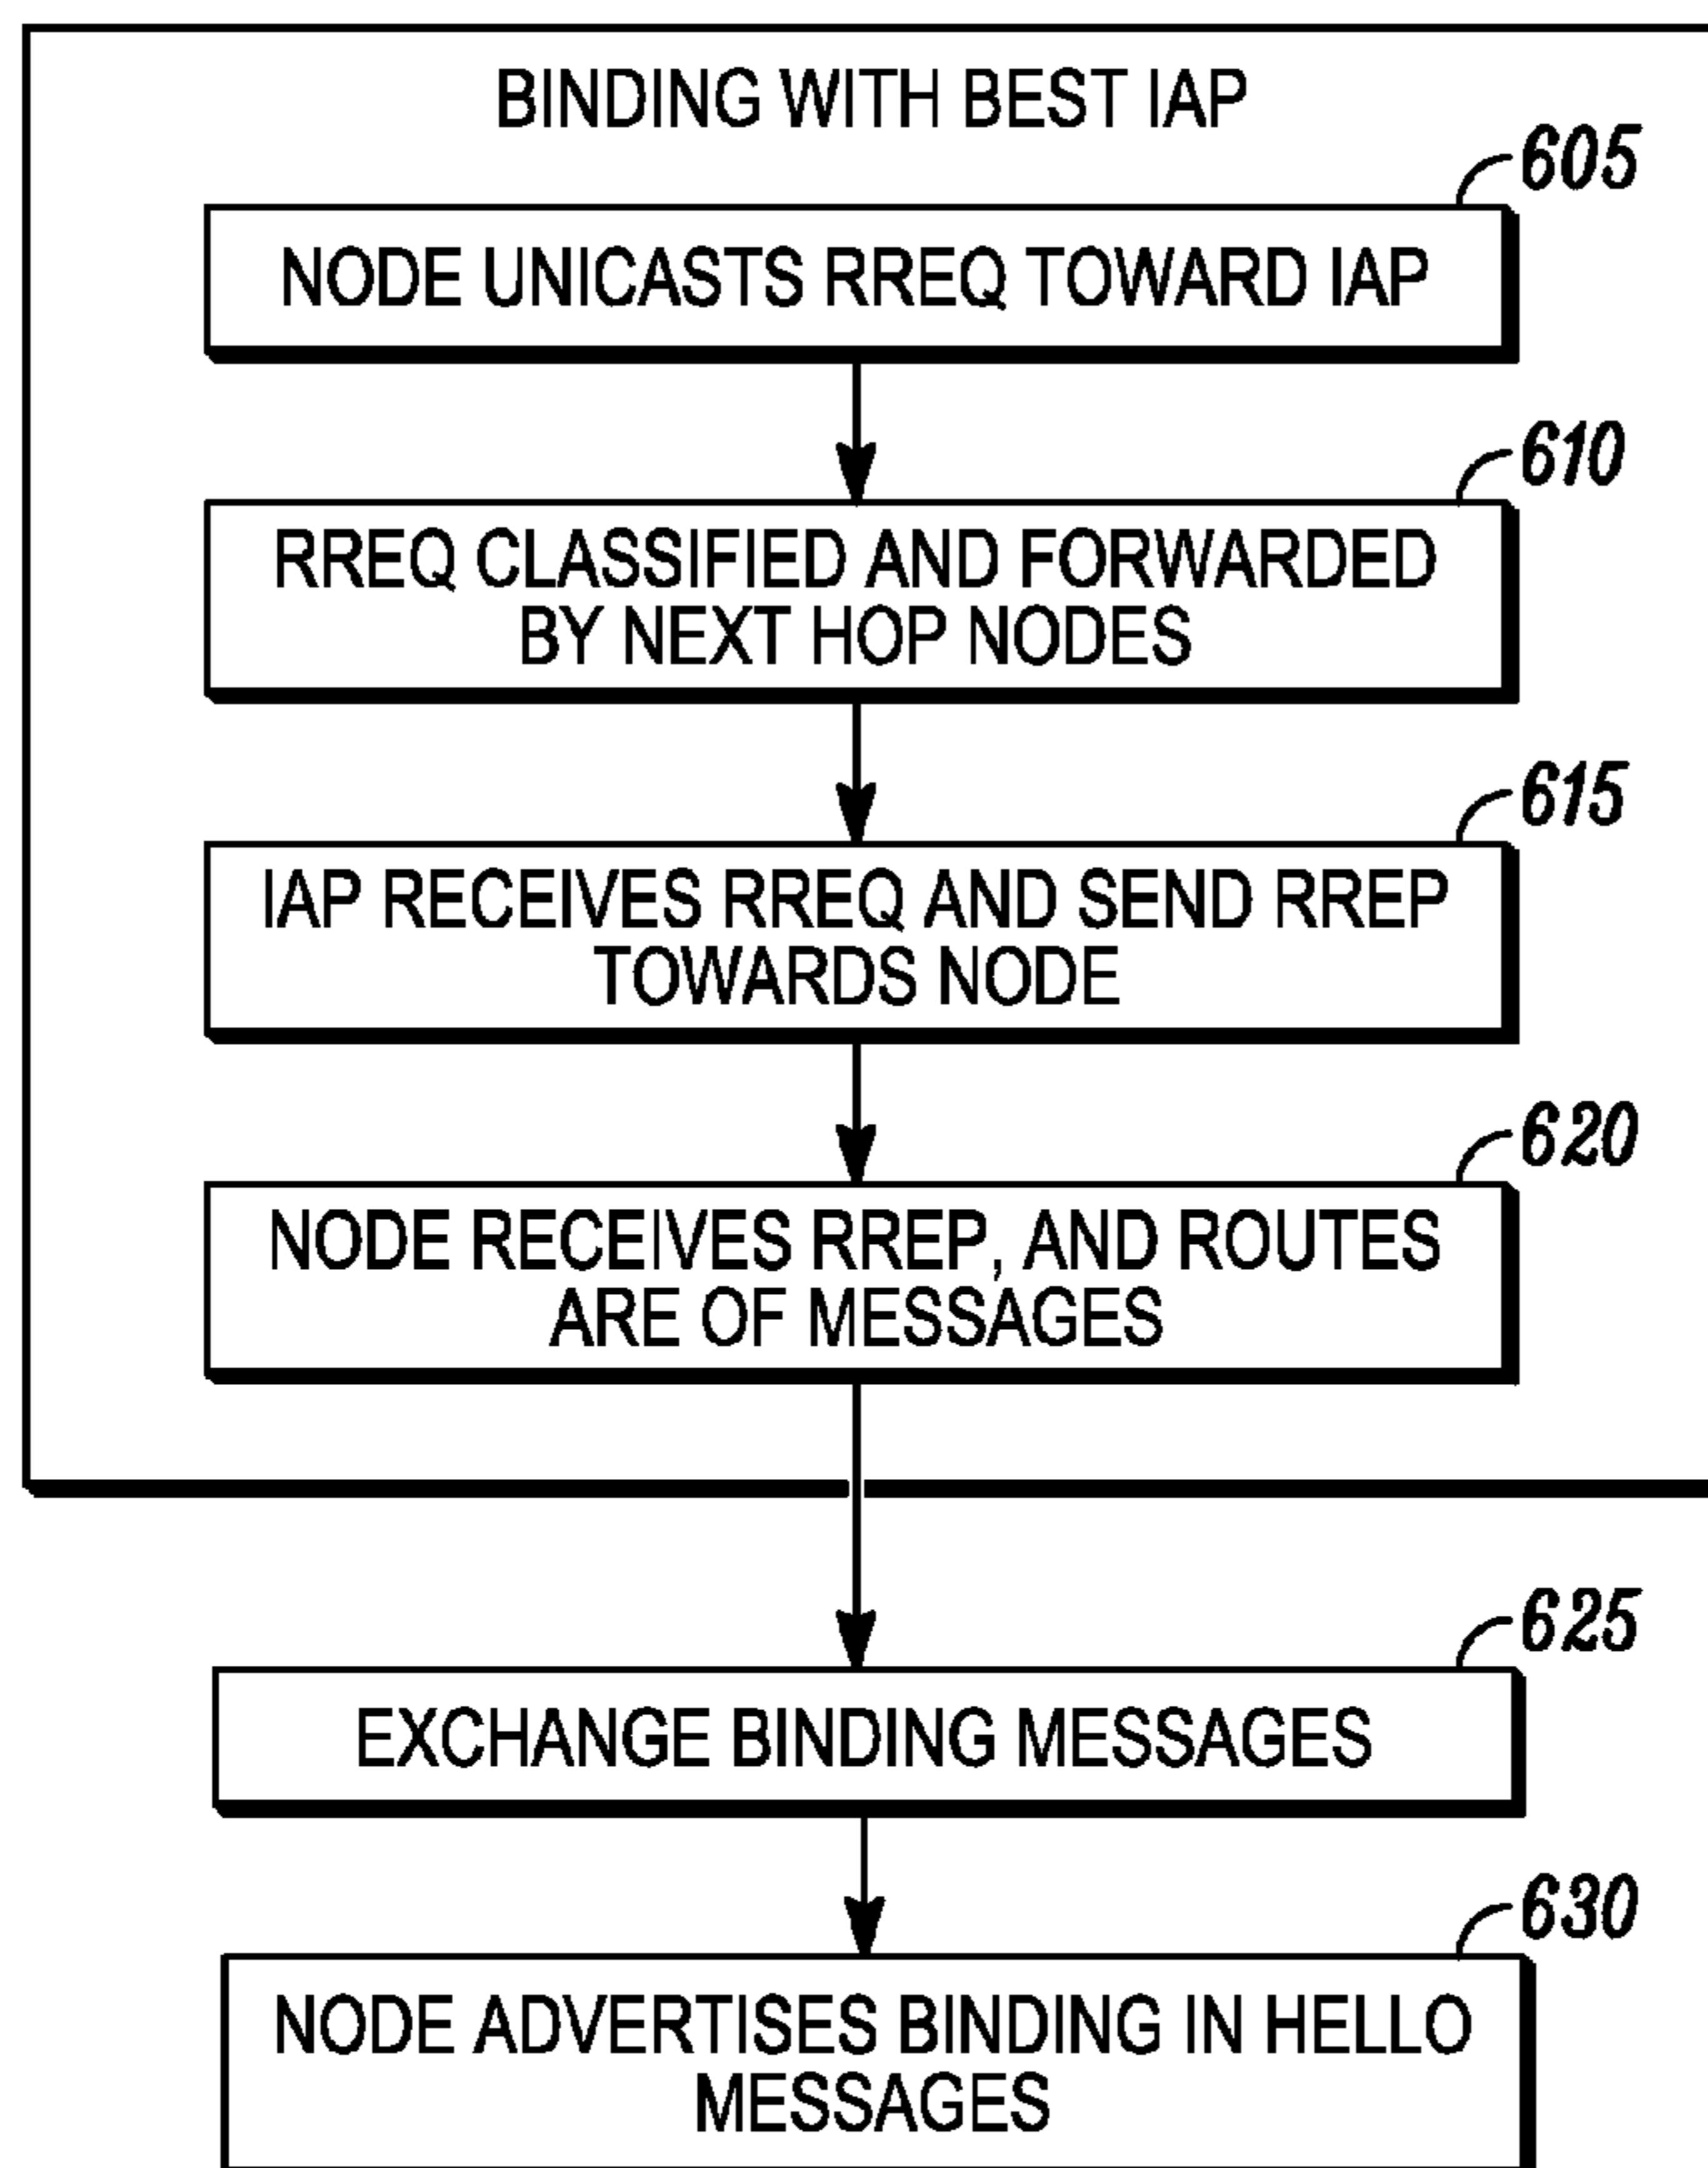 BINDING WITH BEST IAP
605
NODE UNICASTS RREQ TOWARD IAP
610
RREQ CLASSIFIED AND FORWARDED
BY NEXT HOP NODES
615
IAP RECEIVES RREQ AND SEND RREP
TOWARDS NODE
620
NODE RECEIVES RREP, AND ROUTES
ARE OF MESSAGES
625
EXCHANGE BINDING MESSAGES
630
NODE ADVERTISES BINDING IN HELLO
MESSAGES